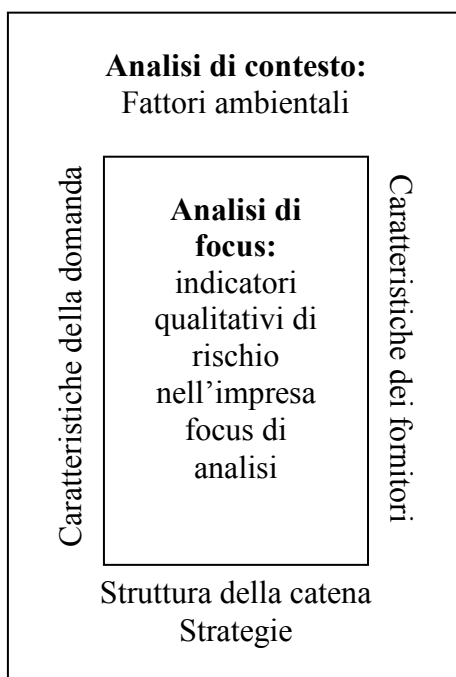 Analisi di contesto:
Fattori ambientali
Caratteristiche della domanda
Analisi di
focus:
indicatori
qualitativi di
rischio
nell’impresa
focus di
analisi
Caratteristiche dei fornitori
Struttura della catena
Strategie